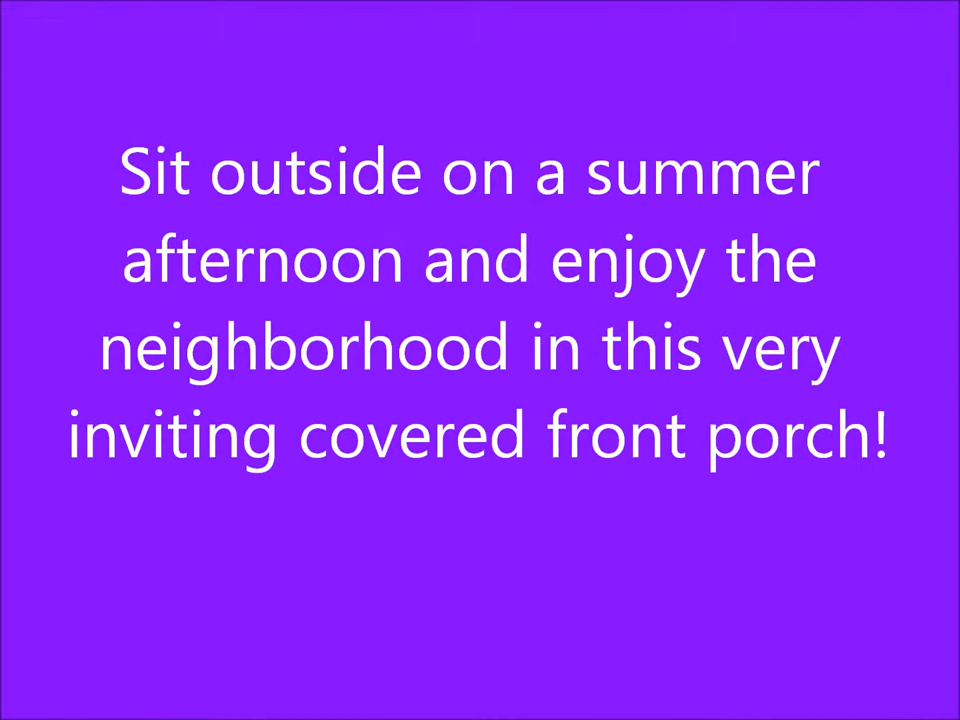 Sit outside on a summer
afternoon and enjoy the
neighborhood in this very
inviting covered front porch!